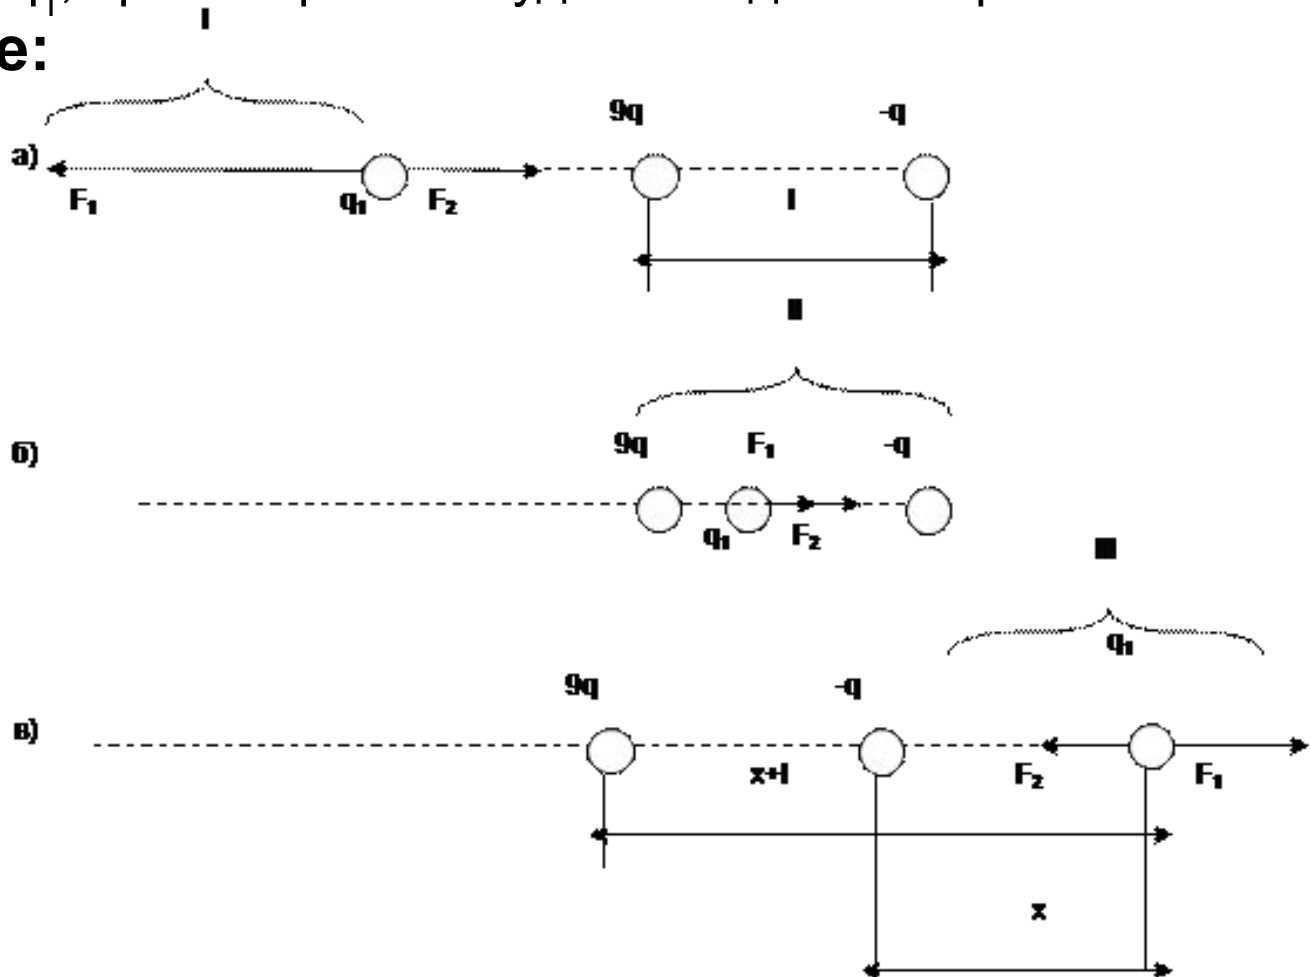 I
е:
9q -q
а)
F₁ q₁ F₂ l
II
9q F₁ -q
б)
q₁ F₂
III
q₁
9q -q
в)
x+l F₂ F₁
x